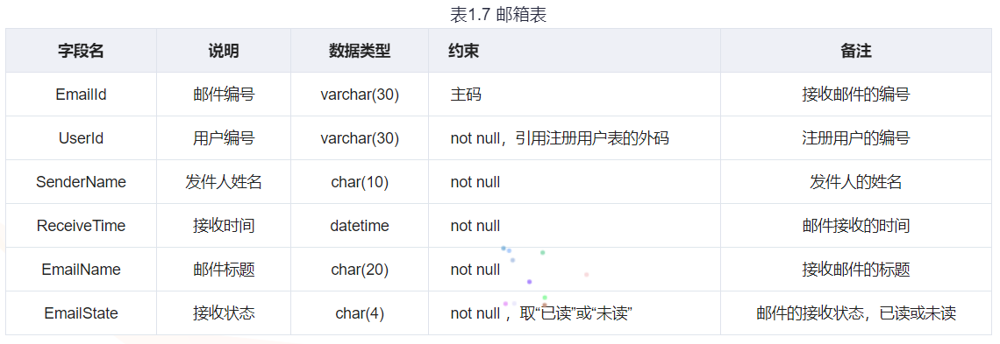 表1.7 邮箱表
字段名 说明 数据类型 约束 备注
EmailId 邮件编号 varchar(30) 主码 接收邮件的编号
UserId 用户编号 varchar(30) not null，引用注册用户表的外码 注册用户的编号
SenderName 发件人姓名 char(10) not null 发件人的姓名
ReceiveTime 接收时间 datetime not null 邮件接收的时间
EmailName 邮件标题 char(20) not null 接收邮件的标题
EmailState 接收状态 char(4) not null ，取“已读”或“未读” 邮件的接收状态，已读或未读